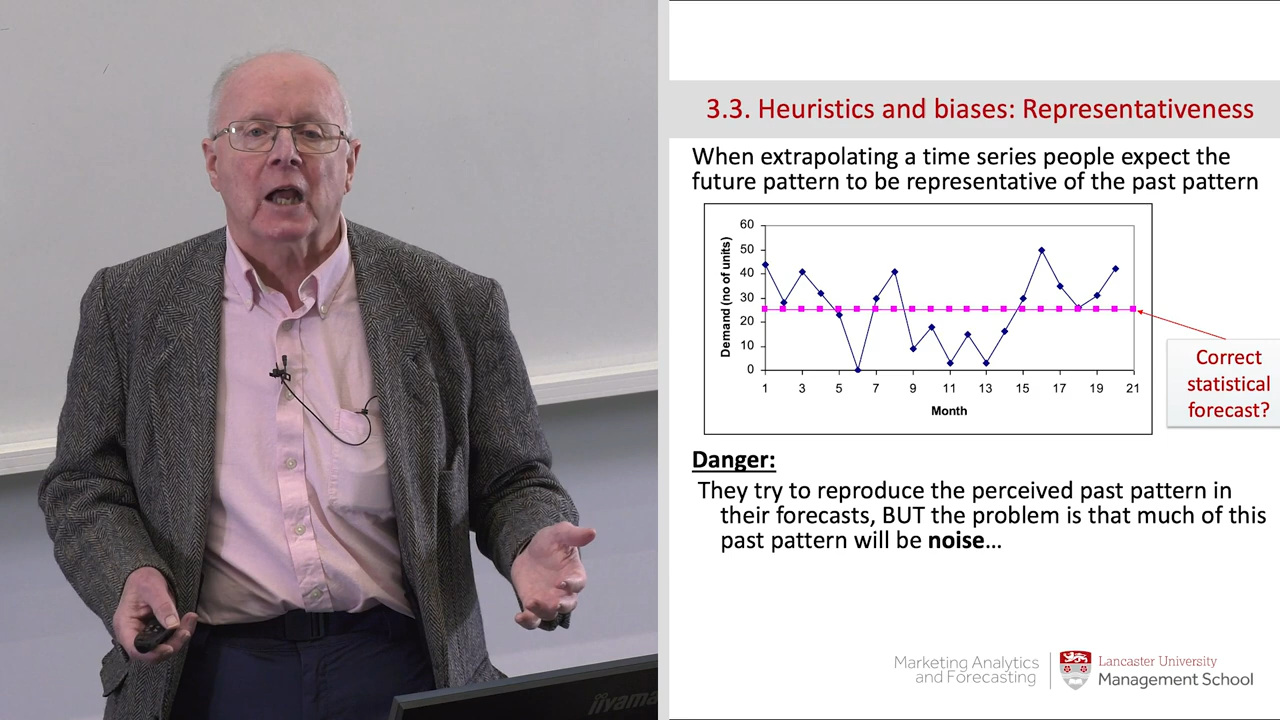 3.3. Heuristics and biases: Representativeness
When extrapolating a time series people expect the
future pattern to be representative of the past pattern
60
50
40
30
20
10
0
Demand (no of units)
1 3 5 7 9 11 13 15 17 19 21
Month
Correct
statistical
forecast?
Danger:
They try to reproduce the perceived past pattern in
their forecasts, BUT the problem is that much of this
past pattern will be noise...
Marketing Analytics
and Forecasting
Lancaster University
Management School
iiyama